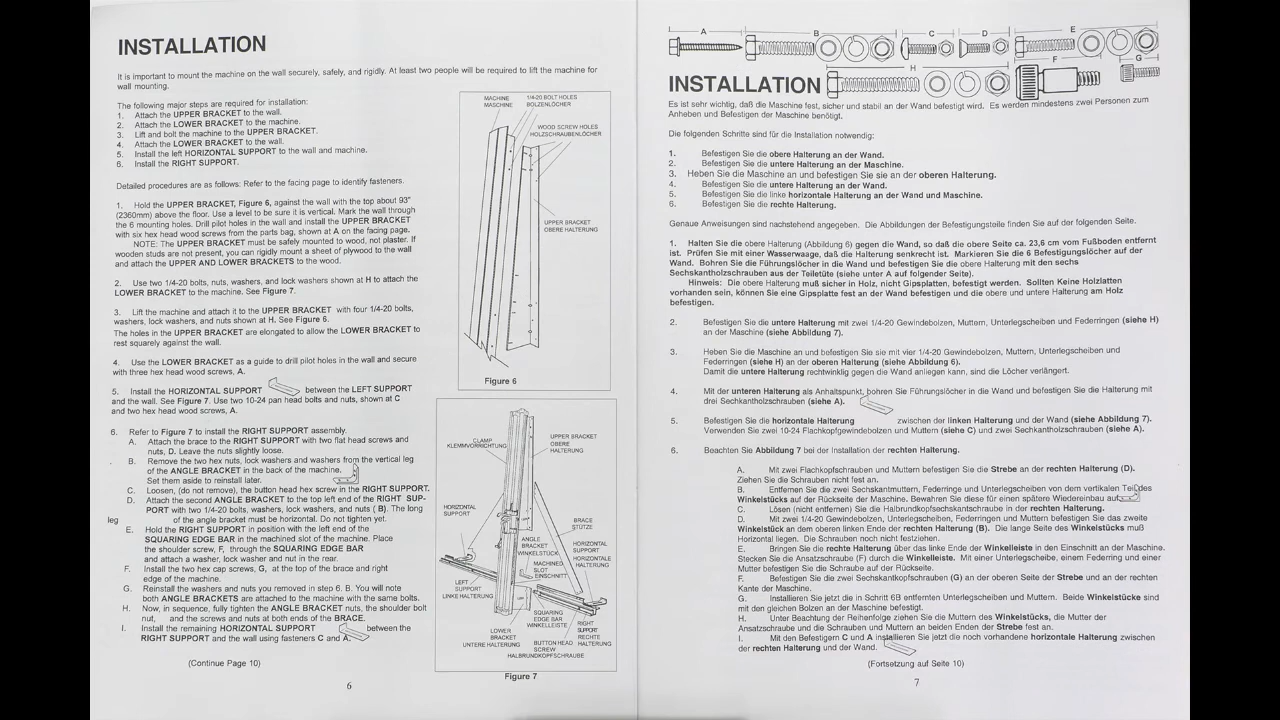 INSTALLATION
It is important to mount the machine on the wall securely, safely, and rigidly. At least two people will be required to lift the machine for
wall mounting.
The following major steps are required for installation:
1. Attach the UPPER BRACKET to the wall.
2. Attach the LOWER BRACKET to the machine.
3. Lift and bolt the machine to the UPPER BRACKET.
4. Attach the LOWER BRACKET to the wall.
5. Install the left HORIZONTAL SUPPORT to the wall and machine.
6. Install the RIGHT SUPPORT.
Detailed procedures are as follows: Refer to the facing page to identify fasteners.
1. Hold the UPPER BRACKET, Figure 6, against the wall with the top about 93"
(2360mm) above the floor. Use a level to be sure it is vertical. Mark the wall through
the 6 mounting holes. Drill pilot holes in the wall and install the UPPER BRACKET
with six hex head wood screws from the parts bag, shown at A on the facing page.
NOTE: The UPPER BRACKET must be safely mounted to wood, not plaster. If
wooden studs are not present, you can rigidly mount a sheet of plywood to the wall
and attach the UPPER AND LOWER BRACKETS to the wood.
2. Use two 1/4-20 bolts, nuts, washers, and lock washers shown at H to attach the
LOWER BRACKET to the machine. See Figure 7.
3. Lift the machine and attach it to the UPPER BRACKET with four 1/4-20 bolts,
washers, lock washers, and nuts shown at H. See Figure 6.
The holes in the UPPER BRACKET are elongated to allow the LOWER BRACKET to
rest squarely against the wall.
4. Use the LOWER BRACKET as a guide to drill pilot holes in the wall and secure
with three hex head wood screws, A.
5. Install the HORIZONTAL SUPPORT between the LEFT SUPPORT
and the wall. See Figure 7. Use two 10-24 pan head bolts and nuts, shown at C
and two hex head wood screws, A.
6. Refer to Figure 7 to install the RIGHT SUPPORT assembly.
A. Attach the brace to the RIGHT SUPPORT with two flat head screws and
nuts, D. Leave the nuts slightly loose.
B. Remove the two hex nuts, lock washers and washers from the vertical leg
of the ANGLE BRACKET in the back of the machine.
Set them aside to reinstall later.
C. Loosen, (do not remove), the button head hex screw in the RIGHT SUPPORT.
D. Attach the second ANGLE BRACKET to the top left end of the RIGHT SUP-
PORT with two 1/4-20 bolts, washers, lock washers, and nuts ( B). The long
leg of the angle bracket must be horizontal. Do not tighten yet.
E. Hold the RIGHT SUPPORT in position with the left end of the
SQUARING EDGE BAR in the machined slot of the machine. Place
the shoulder screw, F, through the SQUARING EDGE BAR
and attach a washer, lock washer and nut in the rear.
F. Install the two hex cap screws, G, at the top of the brace and right
edge of the machine.
G. Reinstall the washers and nuts you removed in step 6. B. You will note
both ANGLE BRACKETS are attached to the machine with the same bolts.
H. Now, in sequence, fully tighten the ANGLE BRACKET nuts, the shoulder bolt
nut, and the screws and nuts at both ends of the BRACE.
I. Install the remaining HORIZONTAL SUPPORT between the
RIGHT SUPPORT and the wall using fasteners C and A.
(Continue Page 10)
6
MACHINE
MASCHINE
1/4-20 BOLT HOLES
BOLZENLÖCHER
WOOD SCREW HOLES
HOLZSCHRAUBENLÖCHER
UPPER BRACKET
OBERE HALTERUNG
Figure 6
CLAMP
KLEMMVORRICHTUNG
UPPER BRACKET
OBERE
HALTERUNG
HORIZONTAL
SUPPORT
BRACE
STÜTZE
ANGLE
BRACKET
WINKELSTÜCK
HORIZONTAL
SUPPORT
HORIZONTALE
HALTERUNG
MACHINED
SLOT
EINSCHNITT
LEFT
SUPPORT
LINKE HALTERUNG
SQUARING
EDGE BAR
WINKELLEISTE
LOWER
BRACKET
UNTERE HALTERUNG
RIGHT
SUPPORT
RECHTE
HALTERUNG
BUTTON HEAD
SCREW
HALBRUNDKOPFSCHRAUBE
Figure 7
A B C D E
H F G
INSTALLATION
Es ist sehr wichtig, daß die Maschine fest, sicher und stabil an der Wand befestigt wird. Es werden mindestens zwei Personen zum
Anheben und Befestigen der Maschine benötigt.
Die folgenden Schritte sind für die Installation notwendig:
1. Befestigen Sie die obere Halterung an der Wand.
2. Befestigen Sie die untere Halterung an der Maschine.
3. Heben Sie die Maschine an und befestigen Sie sie an der oberen Halterung.
4. Befestigen Sie die untere Halterung an der Wand.
5. Befestigen Sie die linke horizontale Halterung an der Wand und Maschine.
6. Befestigen Sie die rechte Halterung.
Genaue Anweisungen sind nachstehend angegeben. Die Abbildungen der Befestigungsteile finden Sie auf der folgenden Seite.
1. Halten Sie die obere Halterung (Abbildung 6) gegen die Wand, so daß die obere Seite ca. 23,6 cm vom Fußboden entfernt
ist. Prüfen Sie mit einer Wasserwaage, daß die Halterung senkrecht ist. Markieren Sie die 6 Befestigungslöcher auf der
Wand. Bohren Sie die Führungslöcher in die Wand und befestigen Sie die obere Halterung mit den sechs
Sechskantholzschrauben aus der Teiletüte (siehe unter A auf folgender Seite).
Hinweis: Die obere Halterung muß sicher in Holz, nicht Gipsplatten, befestigt werden. Sollten Keine Holzlatten
vorhanden sein, können Sie eine Gipsplatte fest an der Wand befestigen und die obere und untere Halterung am Holz
befestigen.
2. Befestigen Sie die untere Halterung mit zwei 1/4-20 Gewindebolzen, Muttern, Unterlegscheiben und Federringen (siehe H)
an der Maschine (siehe Abbildung 7).
3. Heben Sie die Maschine an und befestigen Sie sie mit vier 1/4-20 Gewindebolzen, Muttern, Unterlegscheiben und
Federringen (siehe H) an der oberen Halterung (siehe Abbildung 6).
Damit die untere Halterung rechtwinklig gegen die Wand anliegen kann, sind die Löcher verlängert.
4. Mit der unteren Halterung als Anhaltspunkt, bohren Sie Führungslöcher in die Wand und befestigen Sie die Halterung mit
drei Sechskantholzschrauben (siehe A).
5. Befestigen Sie die horizontale Halterung zwischen der linken Halterung und der Wand (siehe Abbildung 7).
Verwenden Sie zwei 10-24 Flachkopfgewindebolzen und Muttern (siehe C) und zwei Sechskantholzschrauben (siehe A).
6. Beachten Sie Abbildung 7 bei der Installation der rechten Halterung.
A. Mit zwei Flachkopfschrauben und Muttern befestigen Sie die Strebe an der rechten Halterung (D).
Ziehen Sie die Schrauben nicht fest an.
B. Entfernen Sie die zwei Sechskantmuttern, Federringe und Unterlegscheiben von dem vertikalen Teil des
Winkelstücks auf der Rückseite der Maschine. Bewahren Sie diese für einen spätere Wiedereinbau auf.
C. Lösen (nicht entfernen) Sie die Halbrundkopfsechskantschraube in der rechten Halterung.
D. Mit zwei 1/4-20 Gewindebolzen, Unterlegscheiben, Federringen und Muttern befestigen Sie das zweite
Winkelstück an dem oberen linken Ende der rechten Halterung (B). Die lange Seite des Winkelstücks muß
Horizontal liegen. Die Schrauben noch nicht festziehen.
E. Bringen Sie die rechte Halterung über das linke Ende der Winkelleiste in den Einschnitt an der Maschine.
Stecken Sie die Ansatzschraube (F) durch die Winkelleiste. Mit einer Unterlegscheibe, einem Federring und einer
Mutter befestigen Sie die Schraube auf der Rückseite.
F. Befestigen Sie die zwei Sechskantkopfschrauben (G) an der oberen Seite der Strebe und an der rechten
Kante der Maschine.
G. Installieren Sie jetzt die in Schritt 6B entfernten Unterlegscheiben und Muttern. Beide Winkelstücke sind
mit den gleichen Bolzen an der Maschine befestigt.
H. Unter Beachtung der Reihenfolge ziehen Sie die Muttern des Winkelstücks, die Mutter der
Ansatzschraube und die Schrauben und Muttern an beiden Enden der Strebe fest an.
I. Mit den Befestigern C und A installieren Sie jetzt die noch vorhandene horizontale Halterung zwischen
der rechten Halterung und der Wand.
(Fortsetzung auf Seite 10)
7